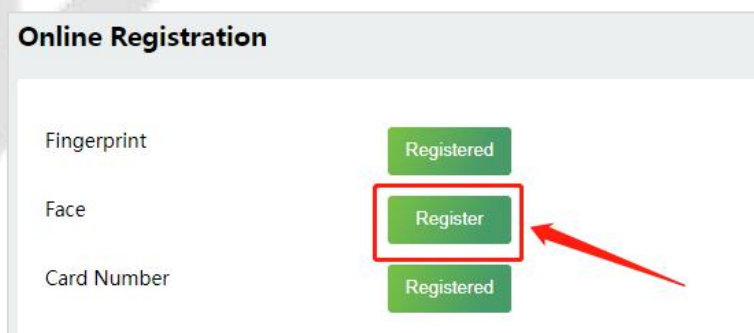 Online Registration
Fingerprint Registered
Face Register
Card Number Registered